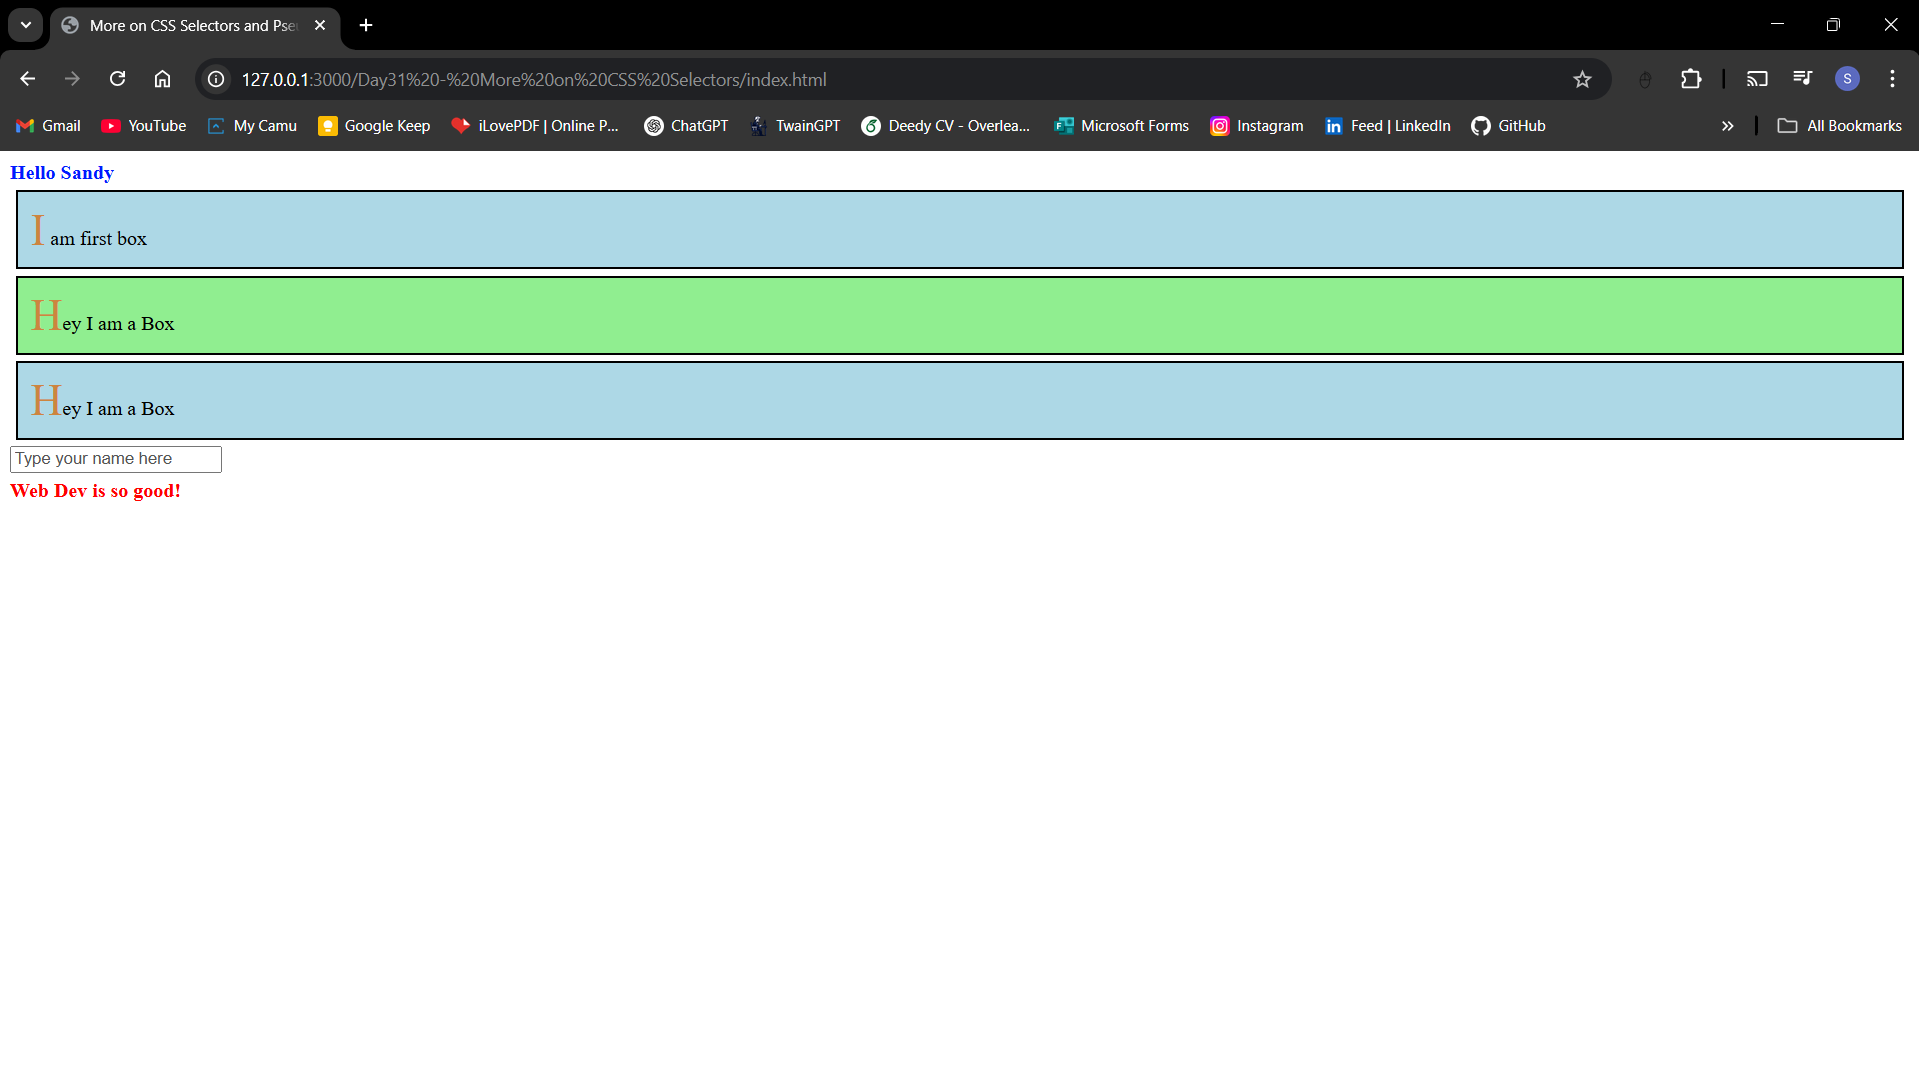 More on CSS Selectors and Pse
127.0.0.1:3000/Day31%20-%20More%20on%20CSS%20Selectors/index.html
S
Gmail YouTube My Camu Google Keep iLovePDF | Online P... ChatGPT TwainGPT Deedy CV - Overlea... Microsoft Forms Instagram Feed | LinkedIn GitHub All Bookmarks
Hello Sandy
I am first box
Hey I am a Box
Hey I am a Box
Type your name here
Web Dev is so good!